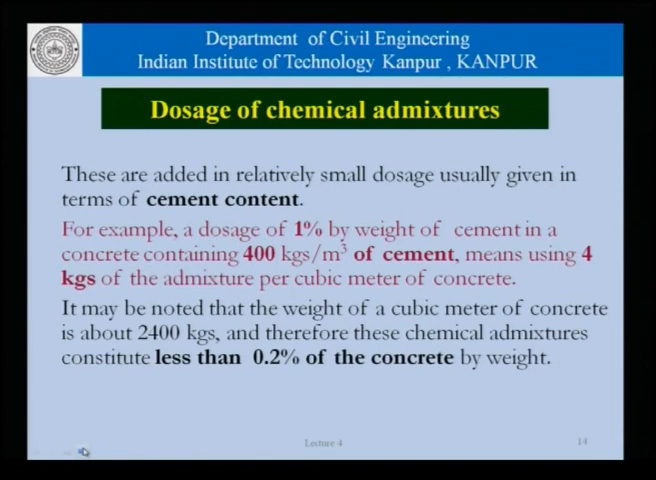 Department of Civil Engineering
Indian Institute of Technology Kanpur , KANPUR
Dosage of chemical admixtures
These are added in relatively small dosage usually given in
terms of cement content.
For example, a dosage of 1% by weight of cement in a
concrete containing 400 kgs/m³ of cement, means using 4
kgs of the admixture per cubic meter of concrete.
It may be noted that the weight of a cubic meter of concrete
is about 2400 kgs, and therefore these chemical admixtures
constitute less than 0.2% of the concrete by weight.
Lecture 4
14